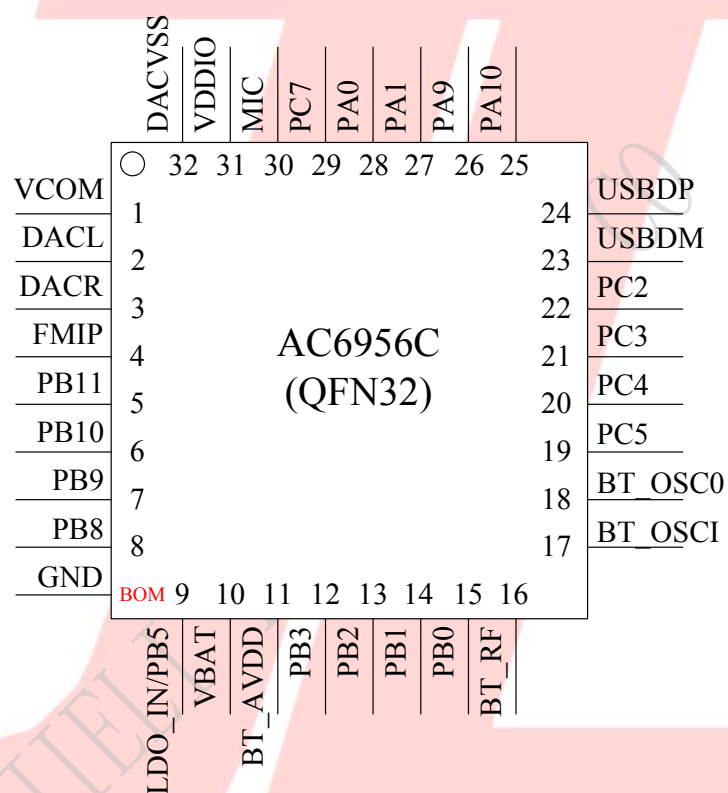 DACVSS
VDDIO
MIC
PC7
PA0
PA1
PA9
PA10
32 31 30 29 28 27 26 25
VCOM 1
DACL 2
DACR 3
FMIP 4
PB11 5
PB10 6
PB9 7
PB8 8
GND BOM
AC6956C
(QFN32)
24 USBDP
23 USBDM
22 PC2
21 PC3
20 PC4
19 PC5
18 BT_OSC0
17 BT_OSCI
9 10 11 12 13 14 15 16
LDO_IN/PB5
VBAT
BT_AVDD
PB3
PB2
PB1
PB0
BT_RF